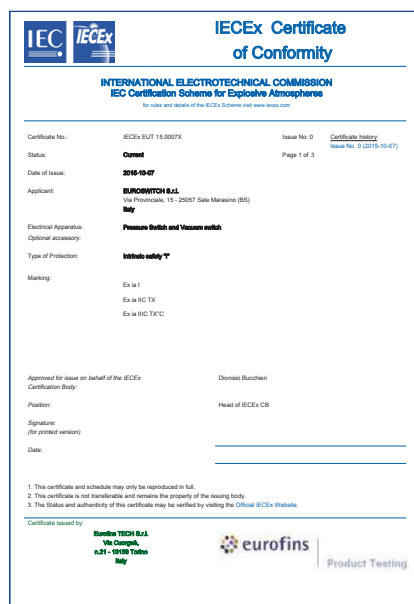 IEC IECEx
IECEx Certificate
of Conformity
INTERNATIONAL ELECTROTECHNICAL COMMISSION
IEC Certification Scheme for Explosive Atmospheres
for rules and details of the IECEx Scheme visit www.iecex.com
Certificate No.: IECEx EUT 15.0007X Issue No: 0 Certificate history:
Issue No. 0 (2015-10-07)
Status: Current Page 1 of 3
Date of Issue: 2015-10-07
Applicant: EUROSWITCH S.r.l.
Via Provinciale, 15 - 25057 Sale Marasino (BS)
Italy
Electrical Apparatus: Pressure Switch and Vacuum switch
Optional accessory:
Type of Protection: Intrinsic safety "i"
Marking:
Ex ia I
Ex ia IIC TX
Ex ia IIIC TX°C
Approved for issue on behalf of the IECEx Dionisio Bucchieri
Certification Body:
Position: Head of IECEx CB
Signature:
(for printed version)
Date:
1. This certificate and schedule may only be reproduced in full.
2. This certificate is not transferable and remains the property of the issuing body.
3. The Status and authenticity of this certificate may be verified by visiting the Official IECEx Website.
Certificate issued by:
Eurofins TECH S.r.l.
Via Cuorgnè,
n.21 - 10156 Torino
Italy
eurofins
Product Testing